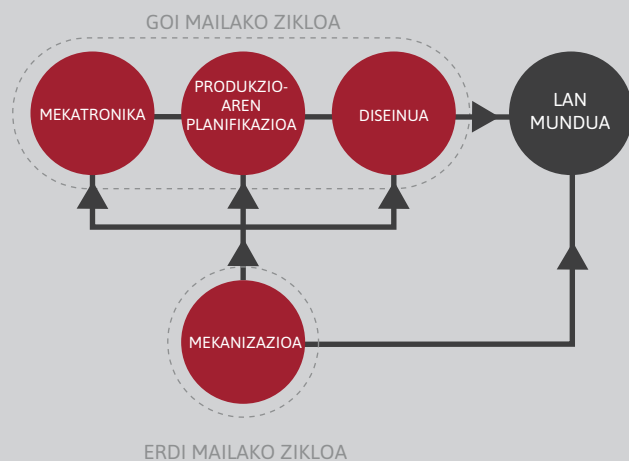 GOI MAILAKO ZIKLOA
MEKATRONIKA
PRODUKZIO-
AREN
PLANIFIKAZIOA
DISEINUA
LAN
MUNDUA
MEKANIZAZIOA
ERDI MAILAKO ZIKLOA